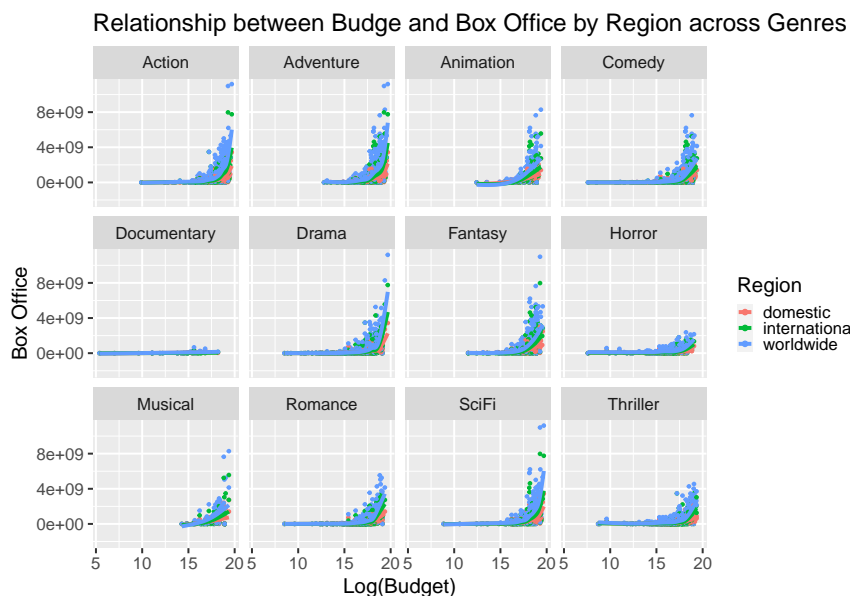 Relationship between Budge and Box Office by Region across Genres
Action Adventure Animation Comedy
8e+09
4e+09
0e+00
Documentary Drama Fantasy Horror
8e+09
4e+09
0e+00
Musical Romance SciFi Thriller
8e+09
4e+09
0e+00
5 10 15 20 5 10 15 20 5 10 15 20 5 10 15 20
Log(Budget)
Box Office
Region
domestic
internationa
worldwide